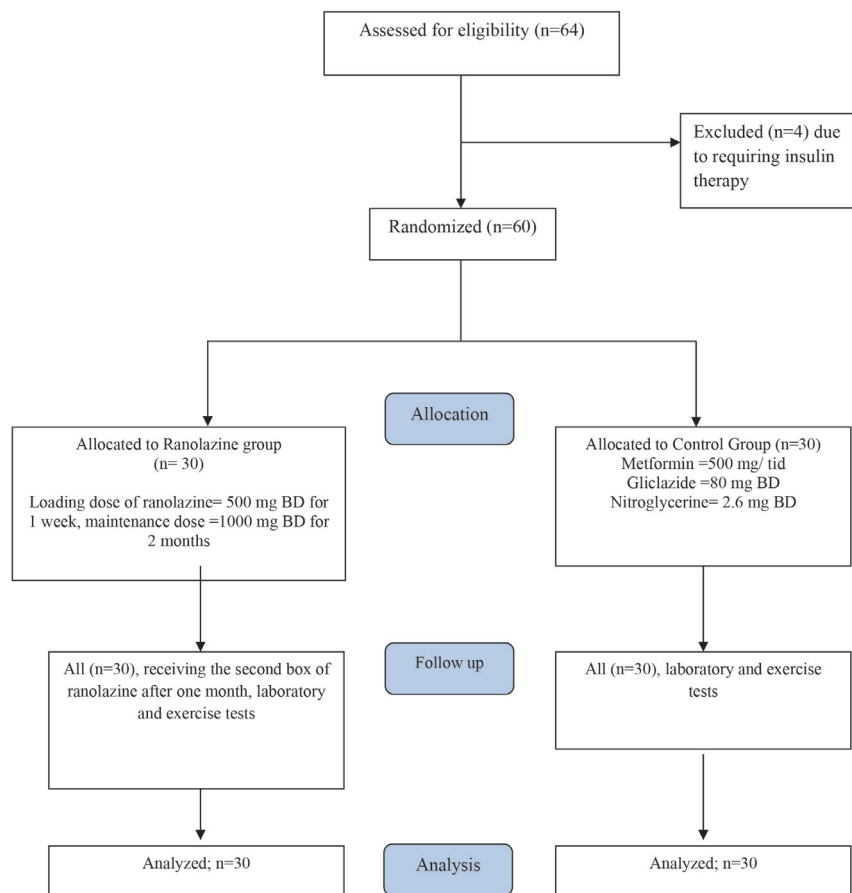 Assessed for eligibility (n=64)
Excluded (n=4) due
to requiring insulin
therapy
Randomized (n=60)
Allocation
Allocated to Ranolazine group
(n= 30)
Loading dose of ranolazine= 500 mg BD for
1 week, maintenance dose =1000 mg BD for
2 months
Allocated to Control Group (n=30)
Metformin =500 mg/ tid
Gliclazide =80 mg BD
Nitroglycerine= 2.6 mg BD
Follow up
All (n=30), receiving the second box of
ranolazine after one month, laboratory
and exercise tests
All (n=30), laboratory and exercise
tests
Analyzed; n=30
Analysis
Analyzed; n=30